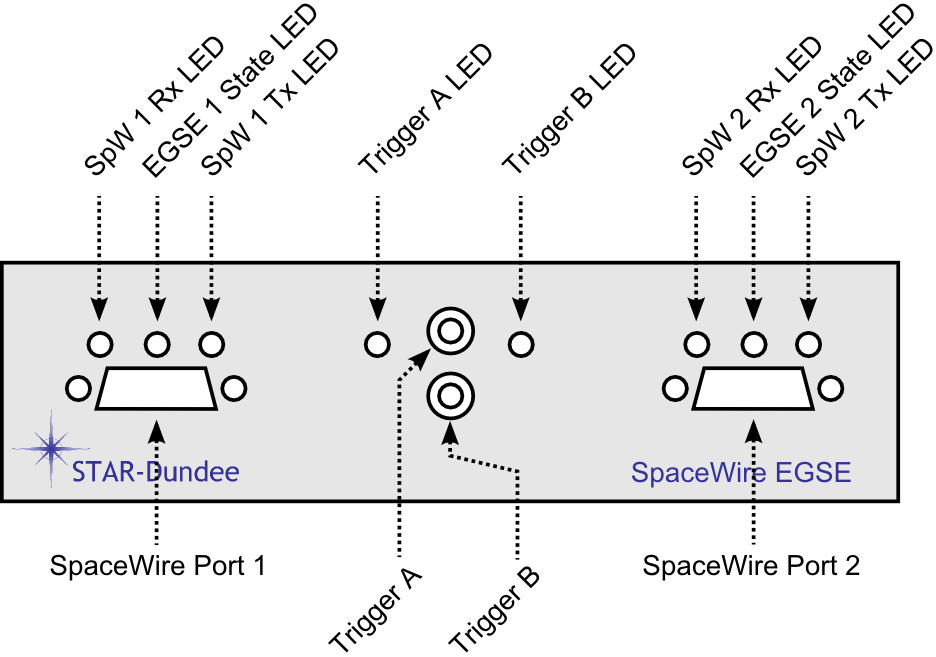 SpW 1 Rx LED
EGSE 1 State LED
SpW 1 Tx LED
Trigger A LED
Trigger B LED
SpW 2 Rx LED
EGSE 2 State LED
SpW 2 Tx LED
STAR-Dundee
SpaceWire EGSE
SpaceWire Port 1
Trigger A
Trigger B
SpaceWire Port 2